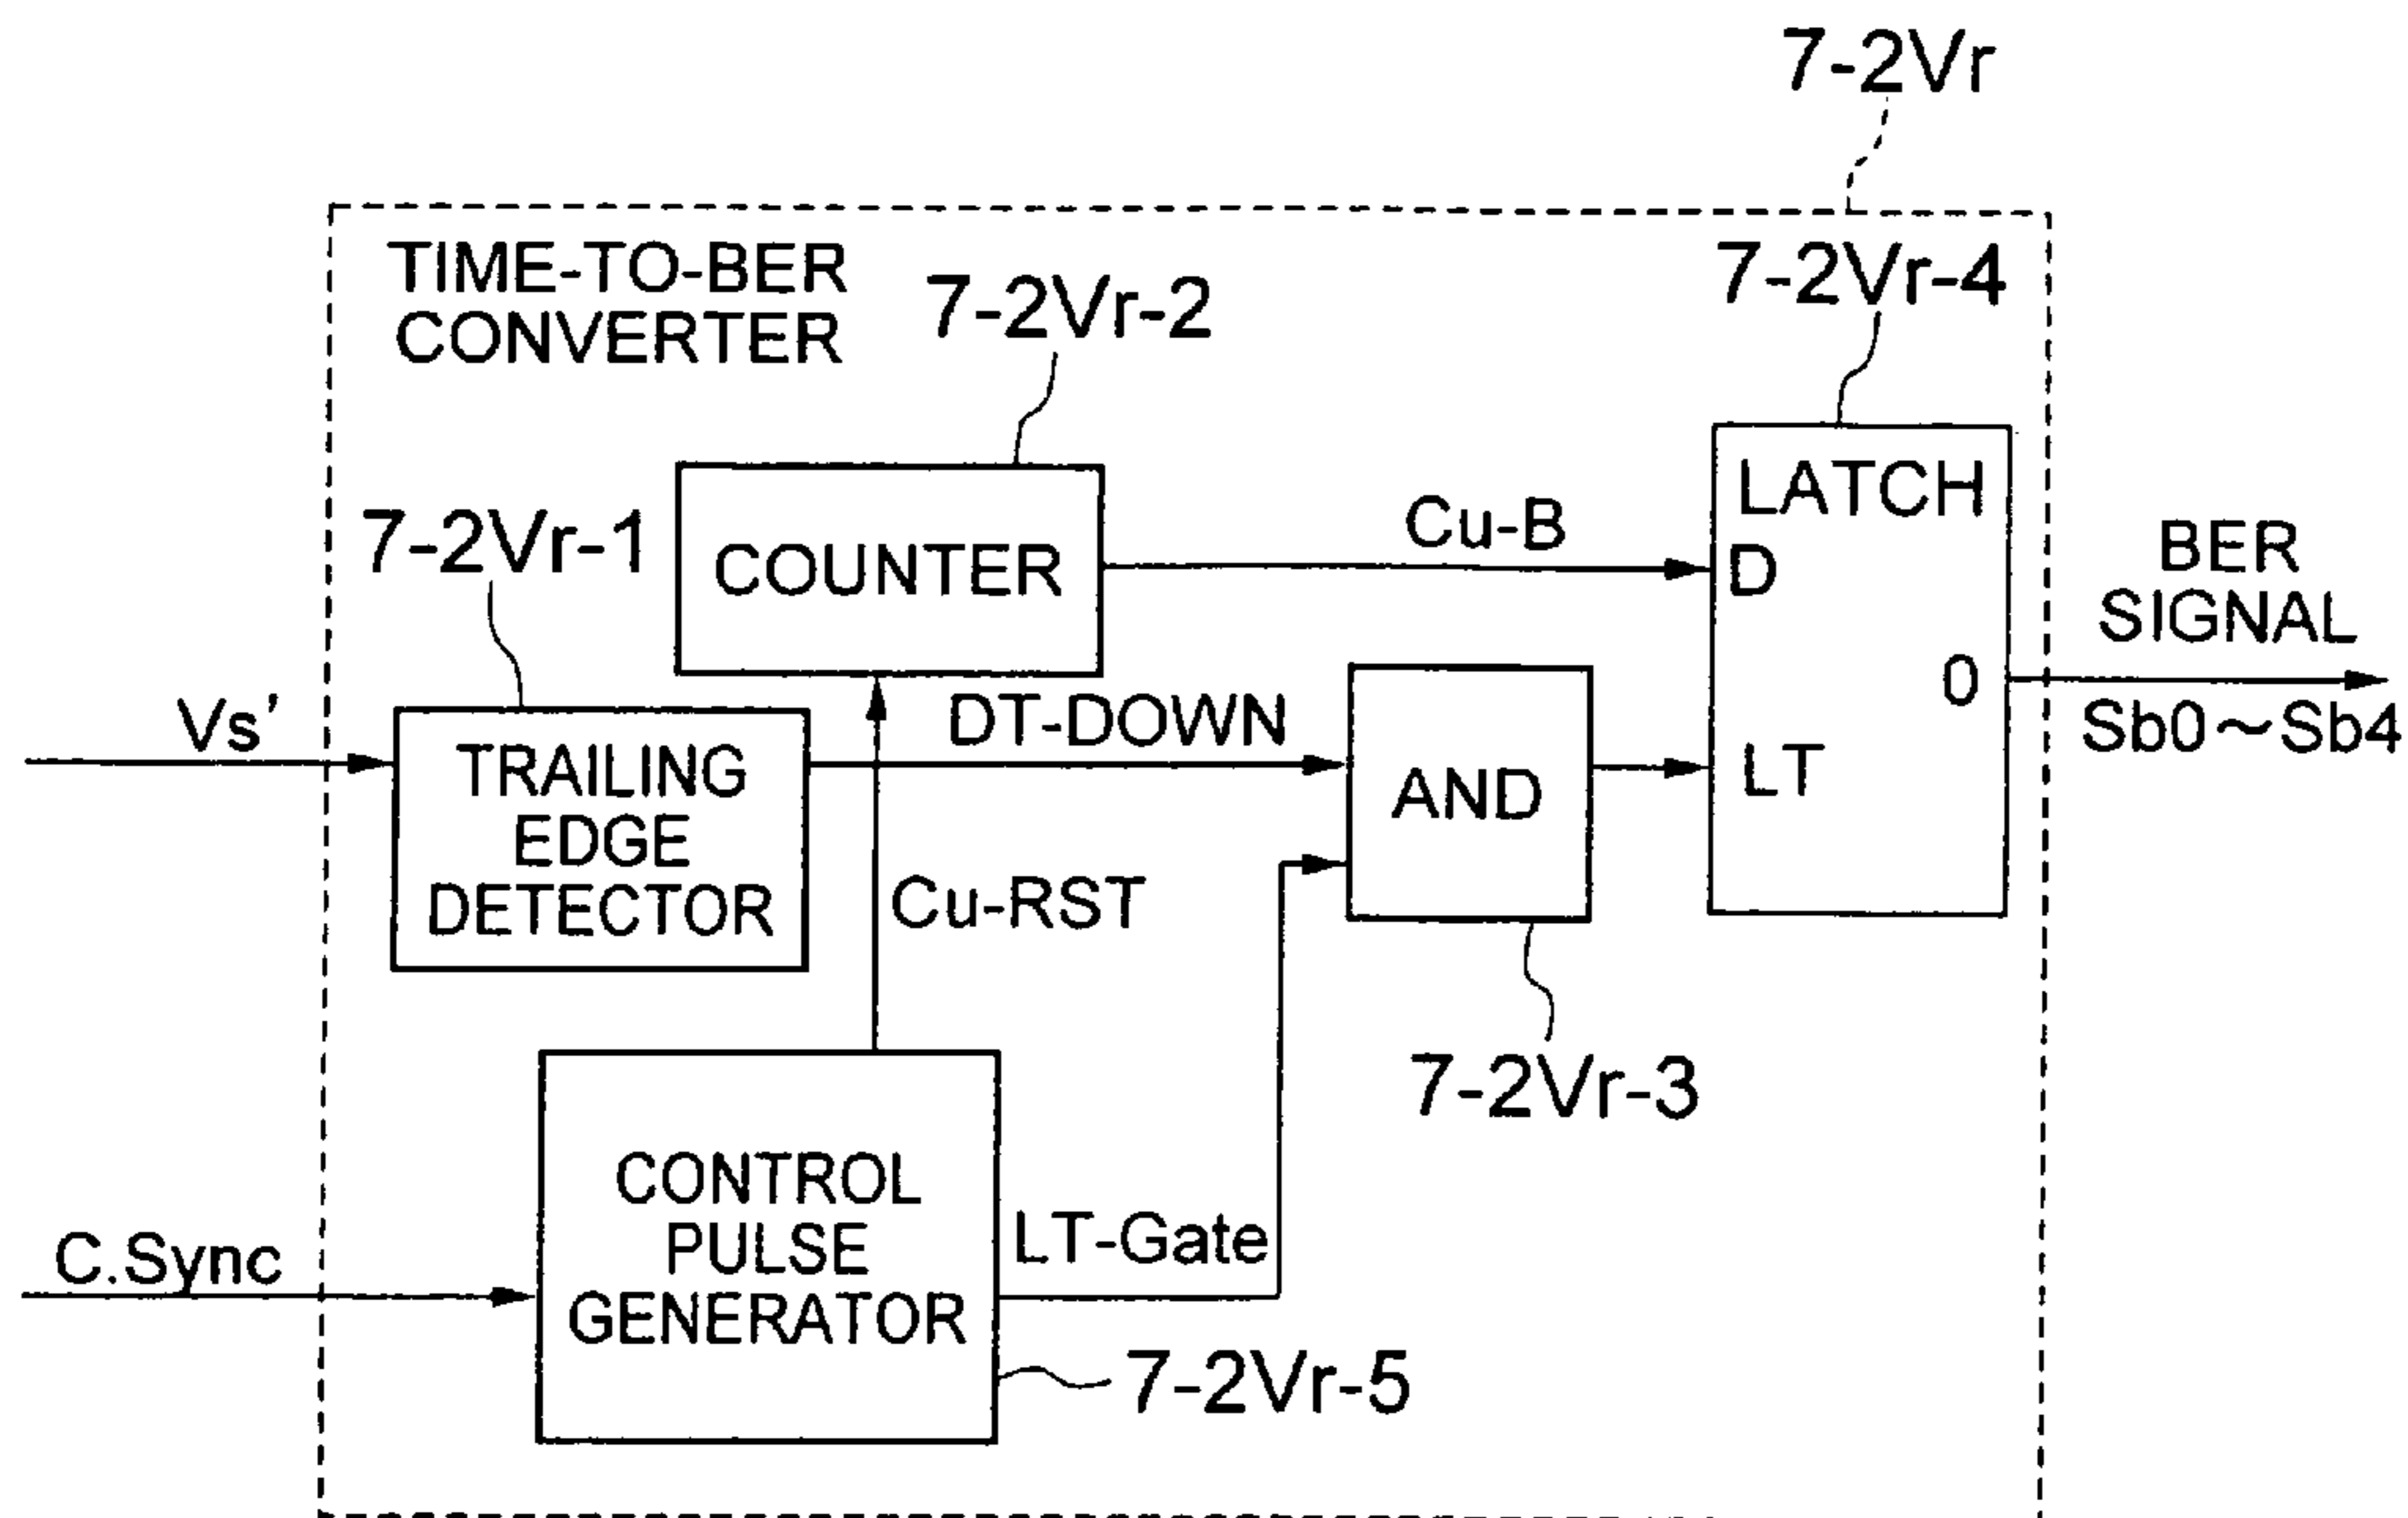 7-2Vr
TIME-TO-BER
CONVERTER
7-2Vr-2
7-2Vr-4
7-2Vr-1
COUNTER
Cu-B
LATCH
D
0
LT
BER
SIGNAL
Sb0～Sb4
Vs’
TRAILING
EDGE
DETECTOR
DT-DOWN
AND
Cu-RST
7-2Vr-3
C.Sync
CONTROL
PULSE
GENERATOR
LT-Gate
7-2Vr-5